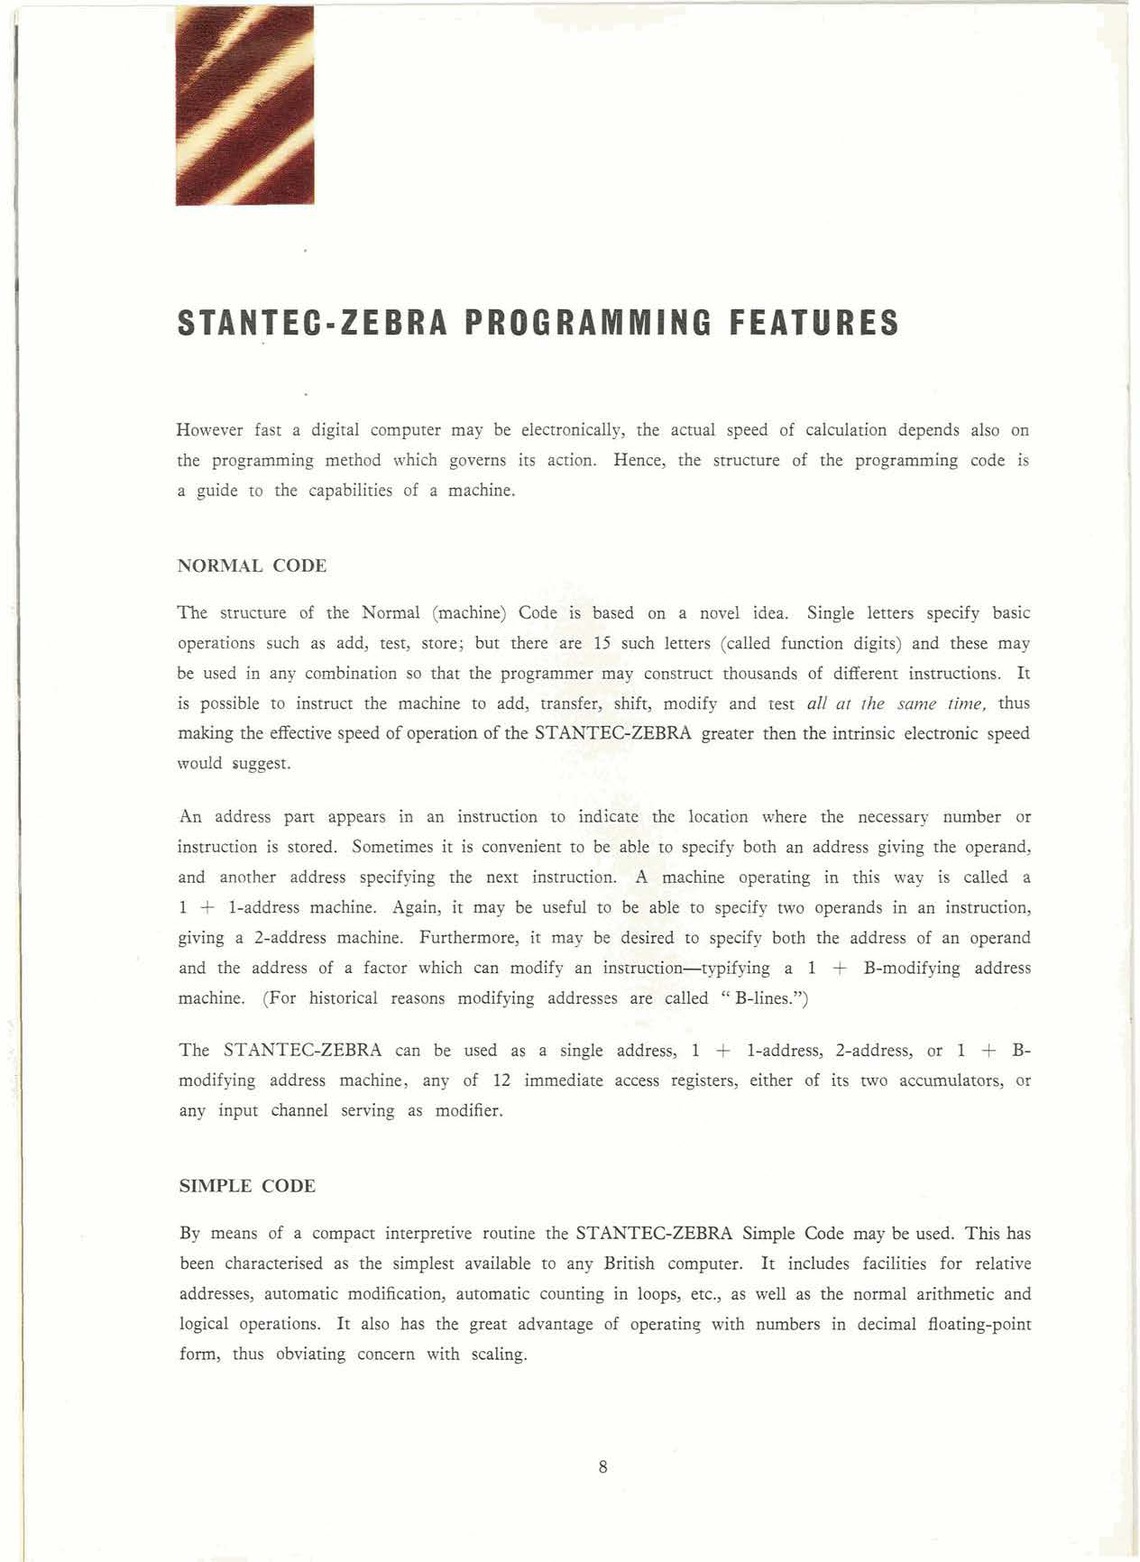 STANTEC-ZEBRA PROGRAMMING FEATURES
However fast a digital computer may be electronically, the actual speed of calculation depends also on
the programming method which governs its action. Hence, the structure of the programming code is
a guide to the capabilities of a machine.
NORMAL CODE
The structure of the Normal (machine) Code is based on a novel idea. Single letters specify basic
operations such as add, test, store; but there are 15 such letters (called function digits) and these may
be used in any combination so that the programmer may construct thousands of different instructions. It
is possible to instruct the machine to add, transfer, shift, modify and test all at the same time, thus
making the effective speed of operation of the STANTEC-ZEBRA greater then the intrinsic electronic speed
would suggest.
An address part appears in an instruction to indicate the location where the necessary number or
instruction is stored. Sometimes it is convenient to be able to specify both an address giving the operand,
and another address specifying the next instruction. A machine operating in this way is called a
1 + 1-address machine. Again, it may be useful to be able to specify two operands in an instruction,
giving a 2-address machine. Furthermore, it may be desired to specify both the address of an operand
and the address of a factor which can modify an instruction—typifying a 1 + B-modifying address
machine. (For historical reasons modifying addresses are called “ B-lines.”)
The STANTEC-ZEBRA can be used as a single address, 1 + 1-address, 2-address, or 1 + B-
modifying address machine, any of 12 immediate access registers, either of its two accumulators, or
any input channel serving as modifier.
SIMPLE CODE
By means of a compact interpretive routine the STANTEC-ZEBRA Simple Code may be used. This has
been characterised as the simplest available to any British computer. It includes facilities for relative
addresses, automatic modification, automatic counting in loops, etc., as well as the normal arithmetic and
logical operations. It also has the great advantage of operating with numbers in decimal floating-point
form, thus obviating concern with scaling.
8